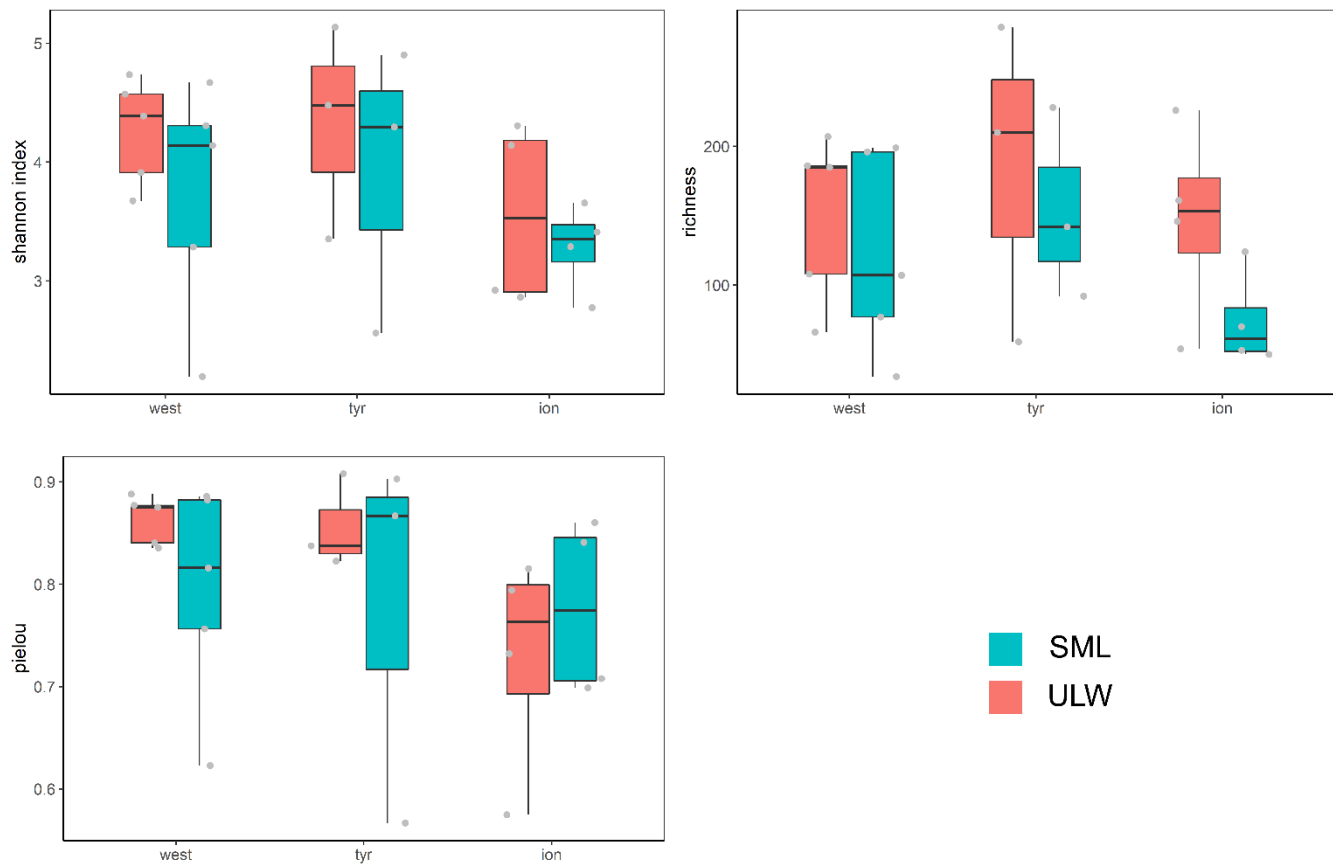 shannon index
5
4
3
west tyr ion
richness
200
100
west tyr ion
pielou
0.9
0.8
0.7
0.6
west tyr ion
SML
ULW